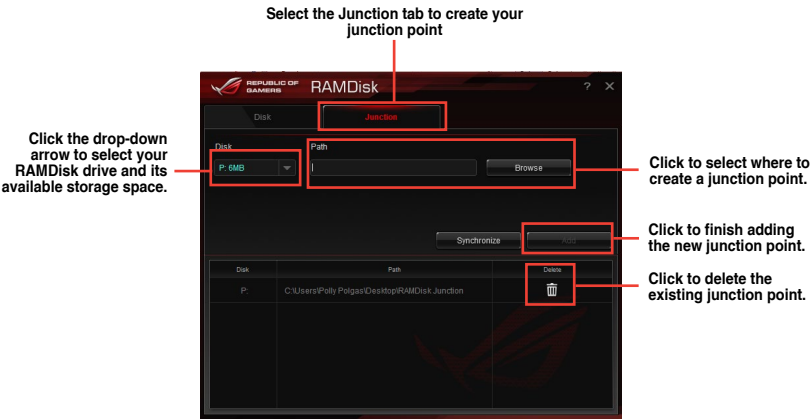 Select the Junction tab to create your
junction point
REPUBLIC OF
GAMERS
RAMDisk
? ×
Disk
Junction
Click the drop-down
arrow to select your
RAMDisk drive and its
available storage space.
Disk
Path
P: 6MB
Browse
Click to select where to
create a junction point.
Synchronize
Add
Click to finish adding
the new junction point.
Disk
Path
Delete
P:
C:\Users\Polly Polgas\Desktop\RAMDisk Junction
Click to delete the
existing junction point.